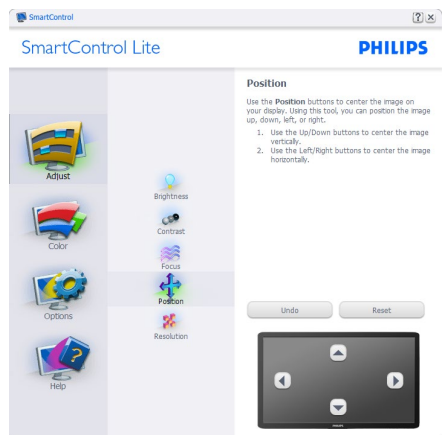 SmartControl
SmartControl Lite
PHILIPS
Adjust
Color
Options
Help
Brightness
Contrast
Focus
Position
Resolution
Position
Use the Position buttons to center the image on
your display. Using this tool, you can position the image
up, down, left, or right.
1. Use the Up/Down buttons to center the image
vertically.
2. Use the Left/Right buttons to center the image
horizontally.
Undo
Reset
PHILIPS